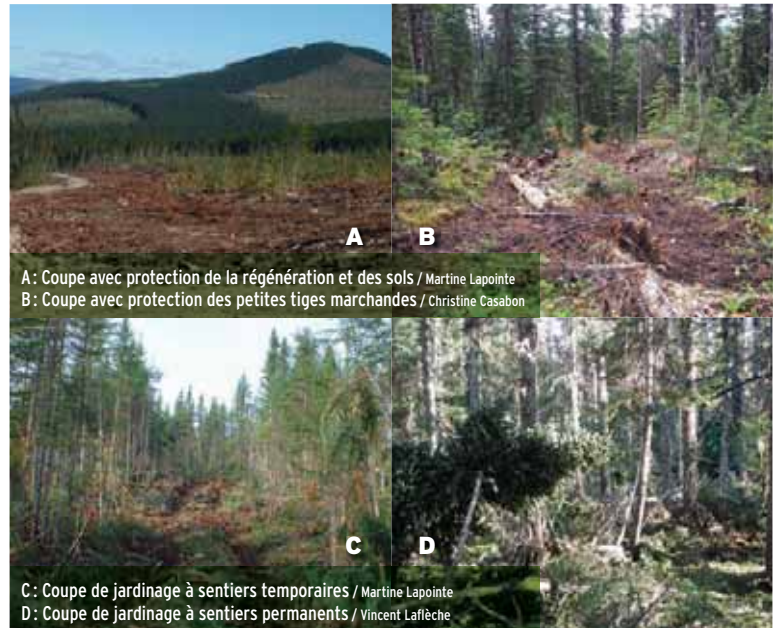 A
B
A : Coupe avec protection de la régénération et des sols / Martine Lapointe
B : Coupe avec protection des petites tiges marchandes / Christine Casabon
C
D
C : Coupe de jardinage à sentiers temporaires / Martine Lapointe
D : Coupe de jardinage à sentiers permanents / Vincent Laflèche